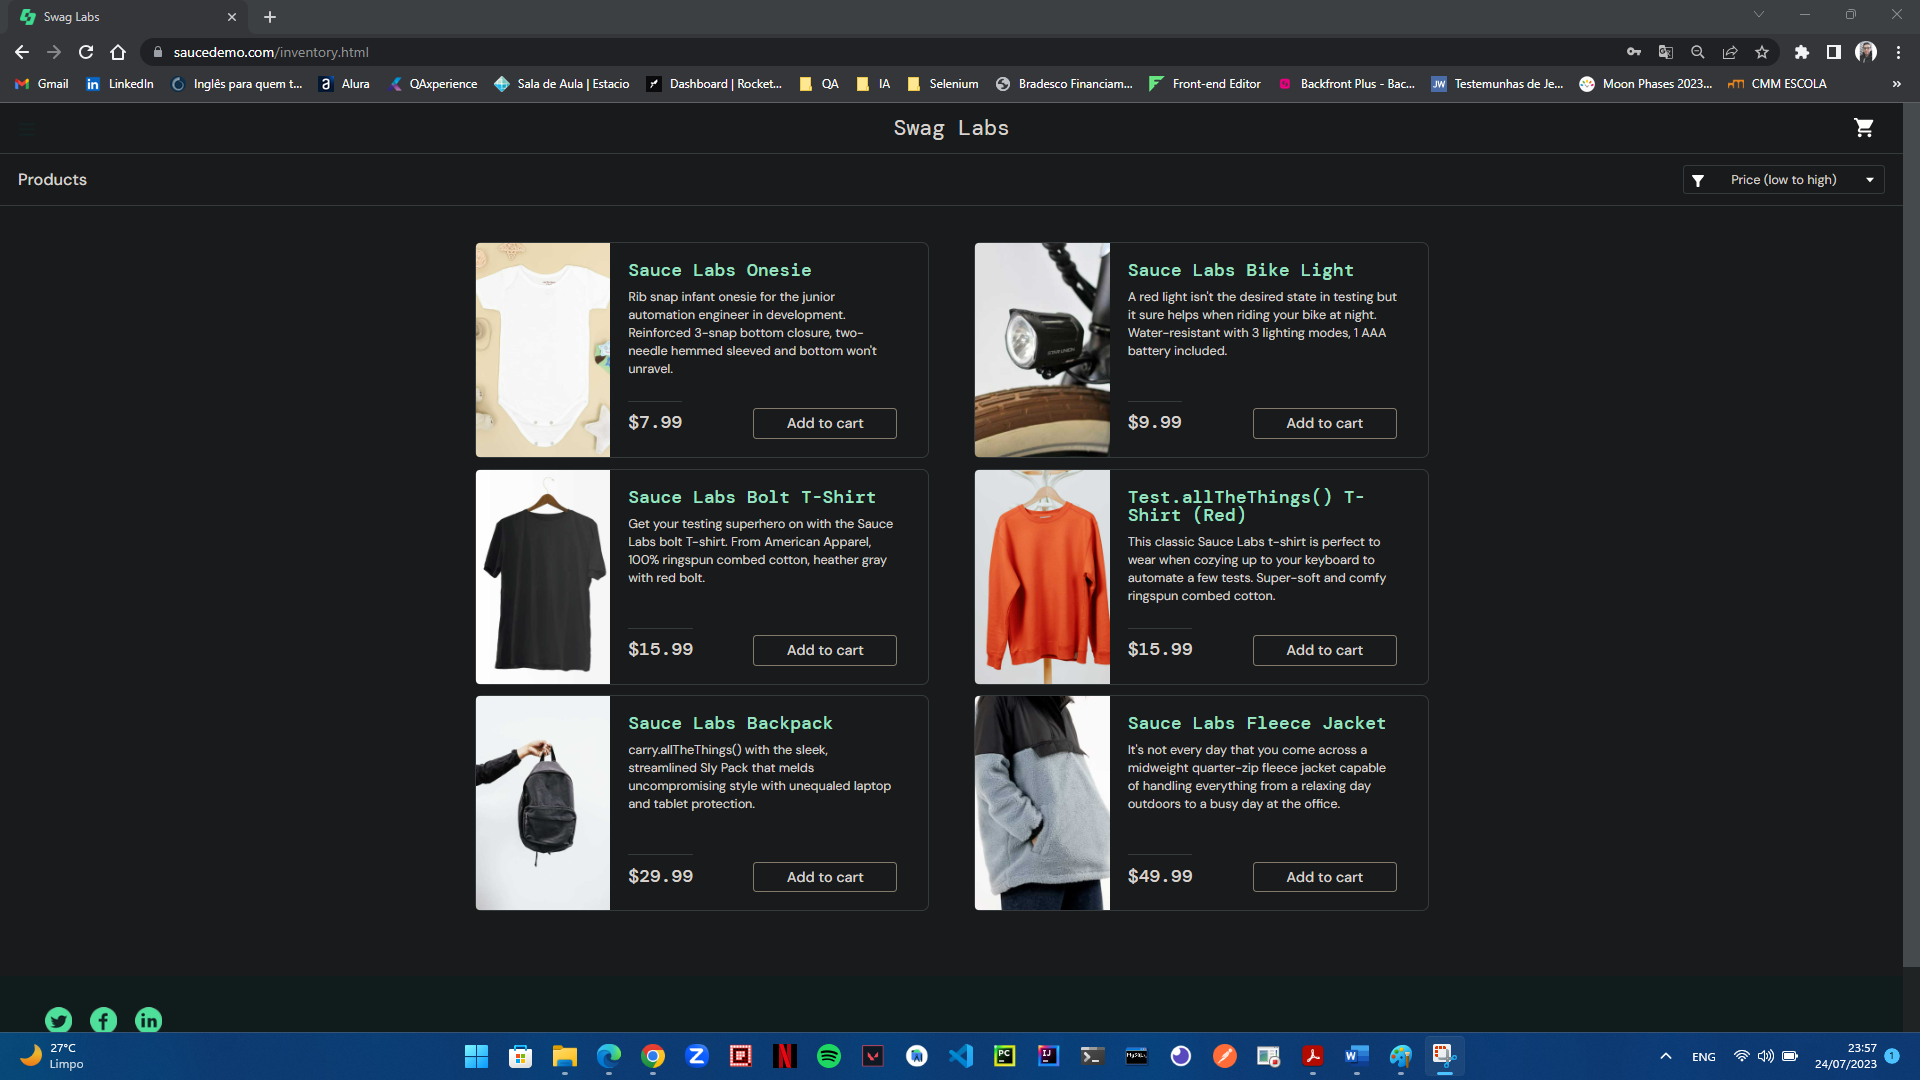 Swag Labs
saucedemo.com/inventory.html
Gmail
LinkedIn
Inglês para quem t...
Alura
QAxperience
Sala de Aula | Estacio
Dashboard | Rocket...
QA
IA
Selenium
Bradesco Financiam...
Front-end Editor
Backfront Plus - Bac...
Testemunhas de Je...
Moon Phases 2023...
CMM ESCOLA
»
Swag Labs
Products
Price (low to high)
Sauce Labs Onesie
Rib snap infant onesie for the junior
automation engineer in development.
Reinforced 3-snap bottom closure, two-
needle hemmed sleeved and bottom won't
unravel.
$7.99
Add to cart
Sauce Labs Bike Light
A red light isn't the desired state in testing but
it sure helps when riding your bike at night.
Water-resistant with 3 lighting modes, 1 AAA
battery included.
$9.99
Add to cart
Sauce Labs Bolt T-Shirt
Get your testing superhero on with the Sauce
Labs bolt T-shirt. From American Apparel,
100% ringspun combed cotton, heather gray
with red bolt.
$15.99
Add to cart
Test.allTheThings() T-
Shirt (Red)
This classic Sauce Labs t-shirt is perfect to
wear when cozying up to your keyboard to
automate a few tests. Super-soft and comfy
ringspun combed cotton.
$15.99
Add to cart
Sauce Labs Backpack
carry.allTheThings() with the sleek,
streamlined Sly Pack that melds
uncompromising style with unequaled laptop
and tablet protection.
$29.99
Add to cart
Sauce Labs Fleece Jacket
It's not every day that you come across a
midweight quarter-zip fleece jacket capable
of handling everything from a relaxing day
outdoors to a busy day at the office.
$49.99
Add to cart
27°C
Limpo
ENG
23:57
24/07/2023
1